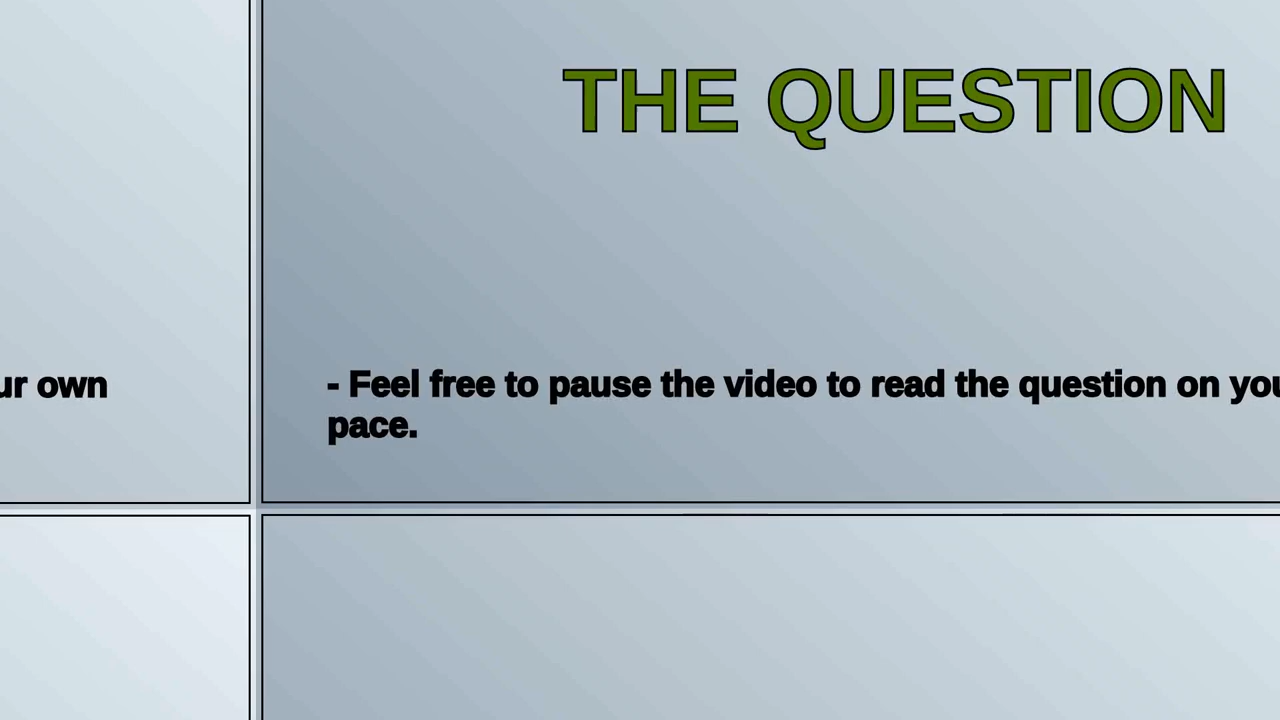 THE QUESTION
ur own
- Feel free to pause the video to read the question on you
pace.